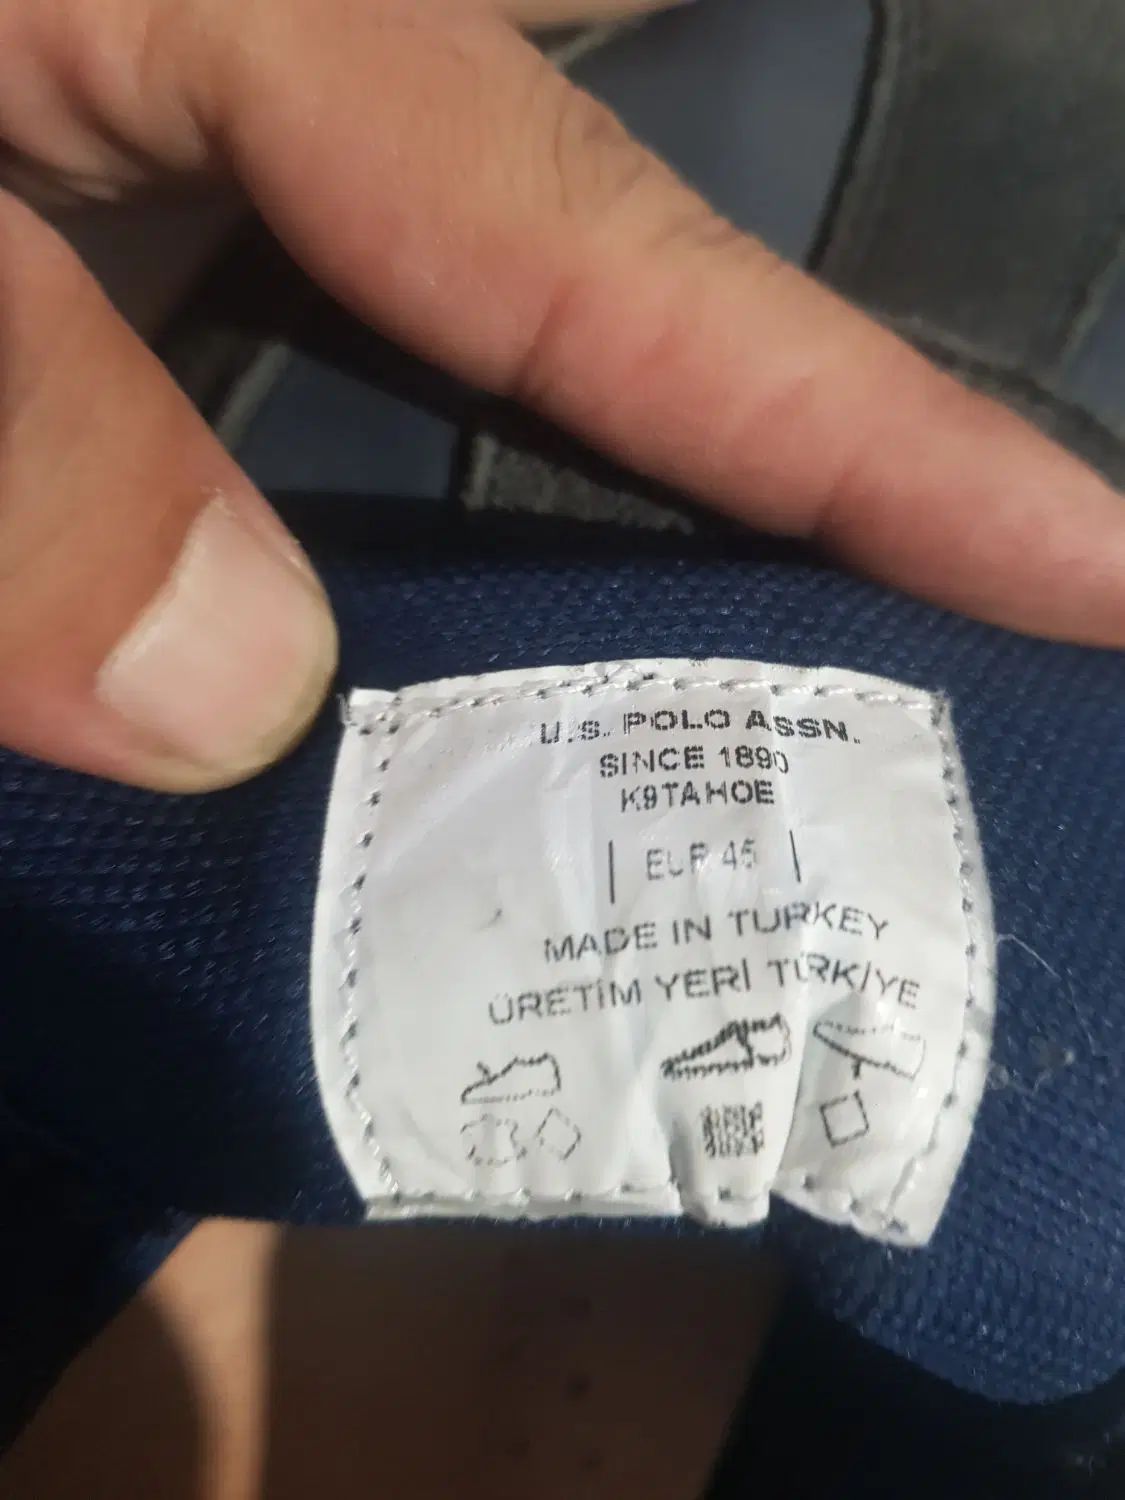 U.S. POLO ASSN.
SINCE 1890
K9TAHOE
EUR 45
MADE IN TURKEY
ÜRETİM YERİ TÜRKİYE